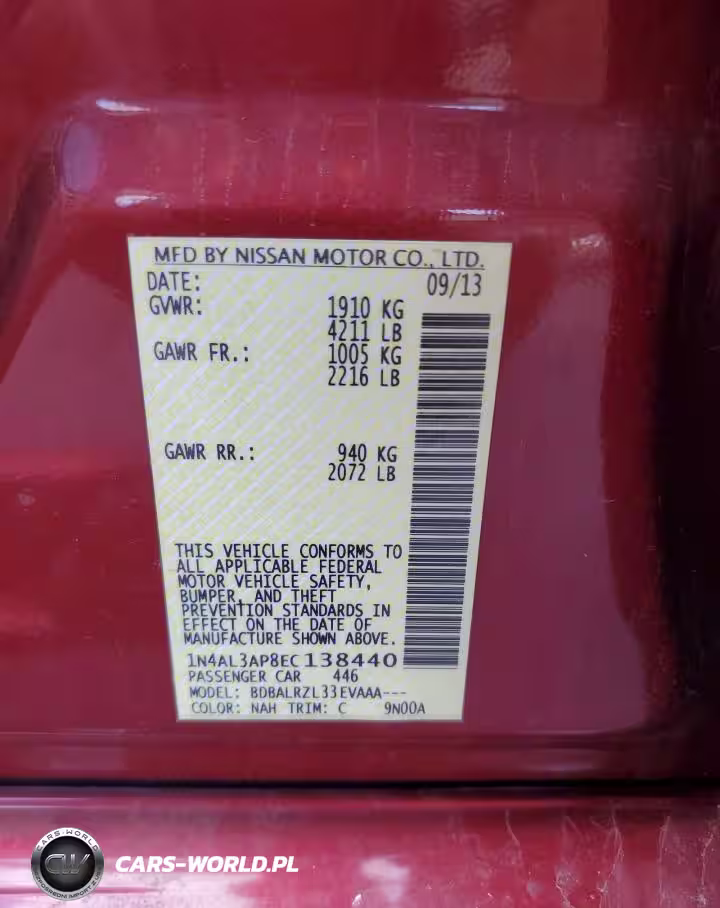 MFD BY NISSAN MOTOR CO., LTD.
DATE: 09/13
GVWR: 1910 KG
4211 LB
GAWR FR.: 1005 KG
2216 LB
GAWR RR.: 940 KG
2072 LB
THIS VEHICLE CONFORMS TO
ALL APPLICABLE FEDERAL
MOTOR VEHICLE SAFETY,
BUMPER, AND THEFT
PREVENTION STANDARDS IN
EFFECT ON THE DATE OF
MANUFACTURE SHOWN ABOVE.
1N4AL3AP8EC138440
PASSENGER CAR 446
MODEL: BDBALRZL33EVAAA---
COLOR: NAH TRIM: C 9N00A
CARS-WORLD
CW
CARS-WORLD.PL